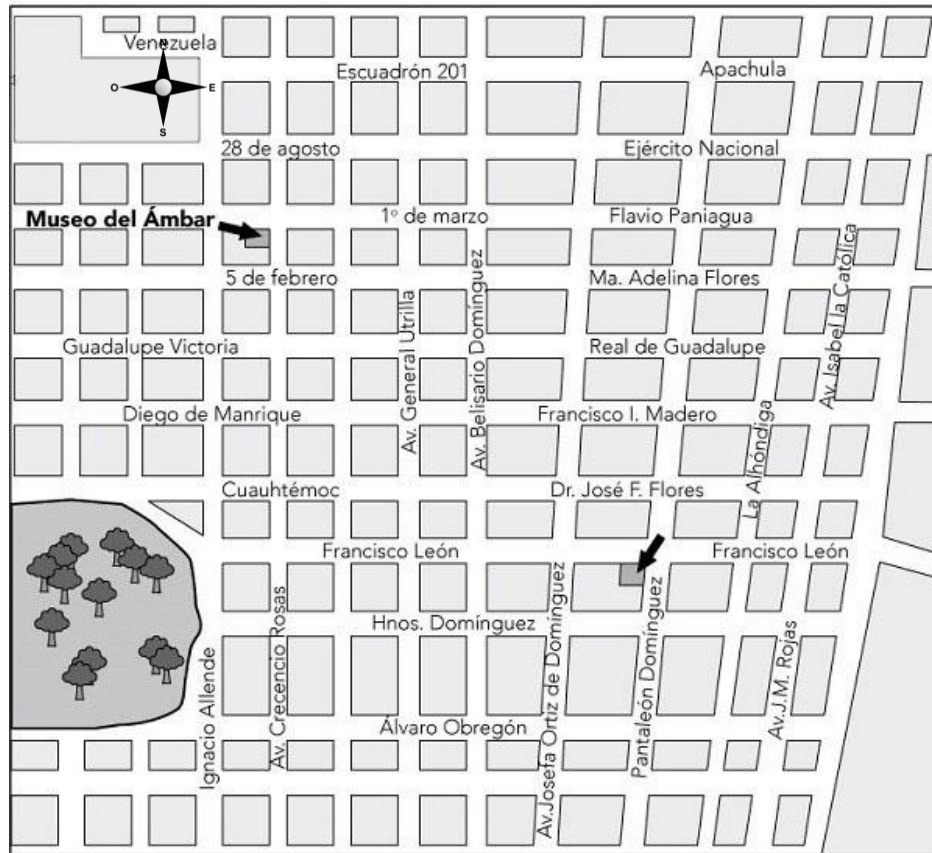 Venezuela
N
O
E
S
Escuadrón 201
Apachula
28 de agosto
Ejército Nacional
Museo del Ámbar
1º de marzo
Flavio Paniagua
5 de febrero
Ma. Adelina Flores
Guadalupe Victoria
Real de Guadalupe
Av. General Utrilla
Av. Belisario Domínguez
Av. Isabel la Católica
Diego de Manrique
Francisco I. Madero
La Alhóndiga
Cuauhtémoc
Dr. José F. Flores
Francisco León
Francisco León
Hnos. Domínguez
Ignacio Allende
Av. Crecencio Rosas
Av.Josefa Ortiz de Domínguez
Pantaleón Domínguez
Av.J.M. Rojas
Álvaro Obregón